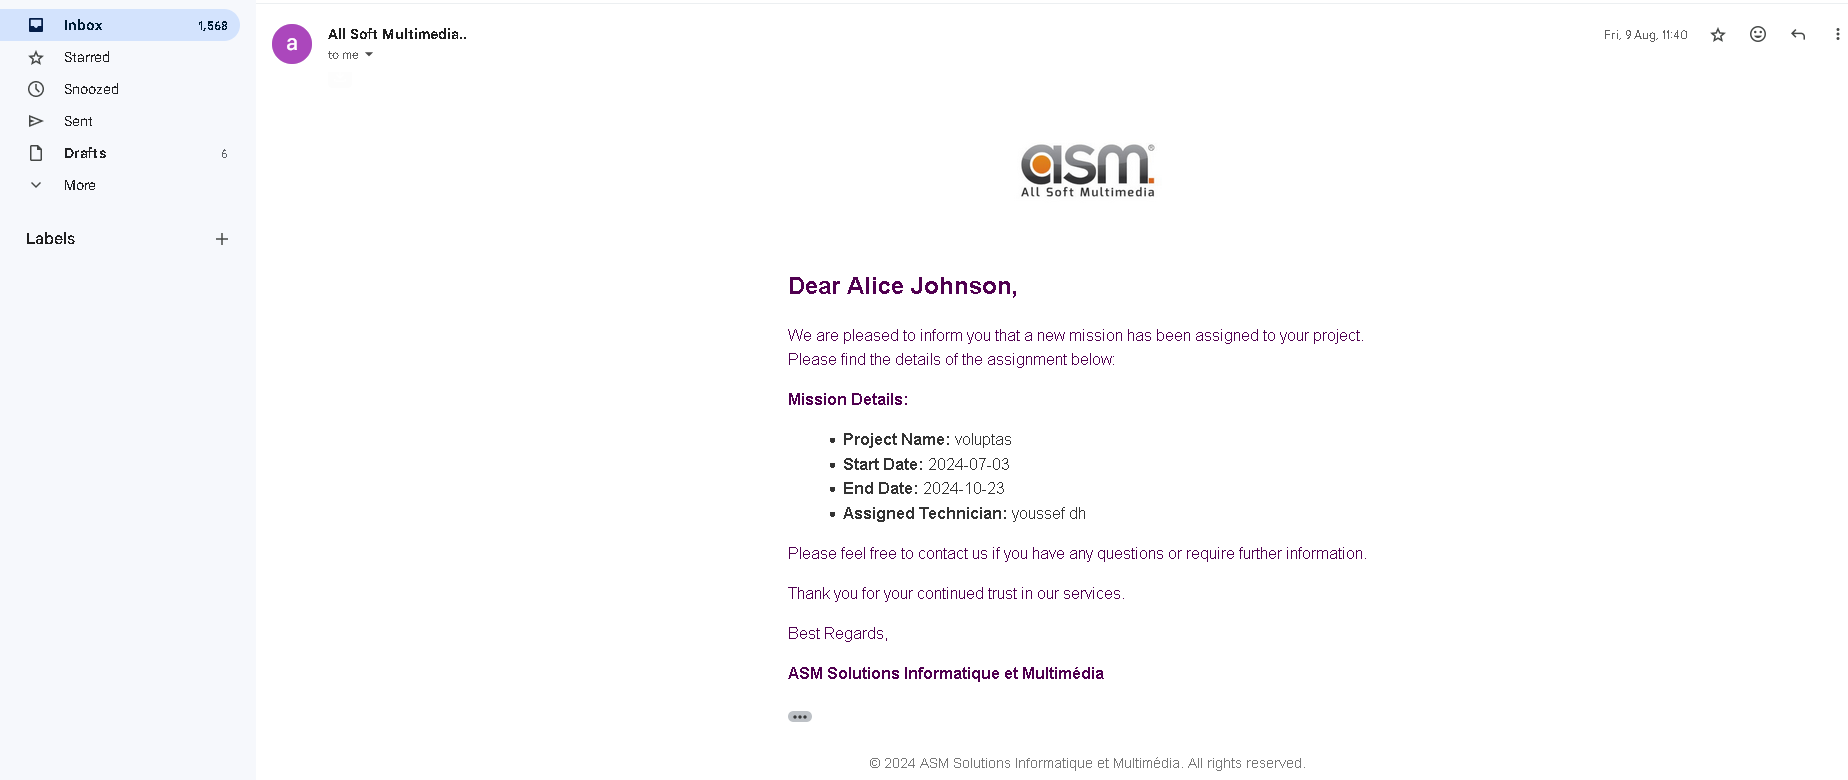 Inbox 1,568
Starred
Snoozed
Sent
Drafts 6
More
Labels
a
All Soft Multimedia..
to me
Fri, 9 Aug, 11:40
asm.®
All Soft Multimedia
Dear Alice Johnson,
We are pleased to inform you that a new mission has been assigned to your project.
Please find the details of the assignment below:
Mission Details:
• Project Name: voluptas
• Start Date: 2024-07-03
• End Date: 2024-10-23
• Assigned Technician: youssef dh
Please feel free to contact us if you have any questions or require further information.
Thank you for your continued trust in our services.
Best Regards,
ASM Solutions Informatique et Multimédia
© 2024 ASM Solutions Informatique et Multimédia. All rights reserved.